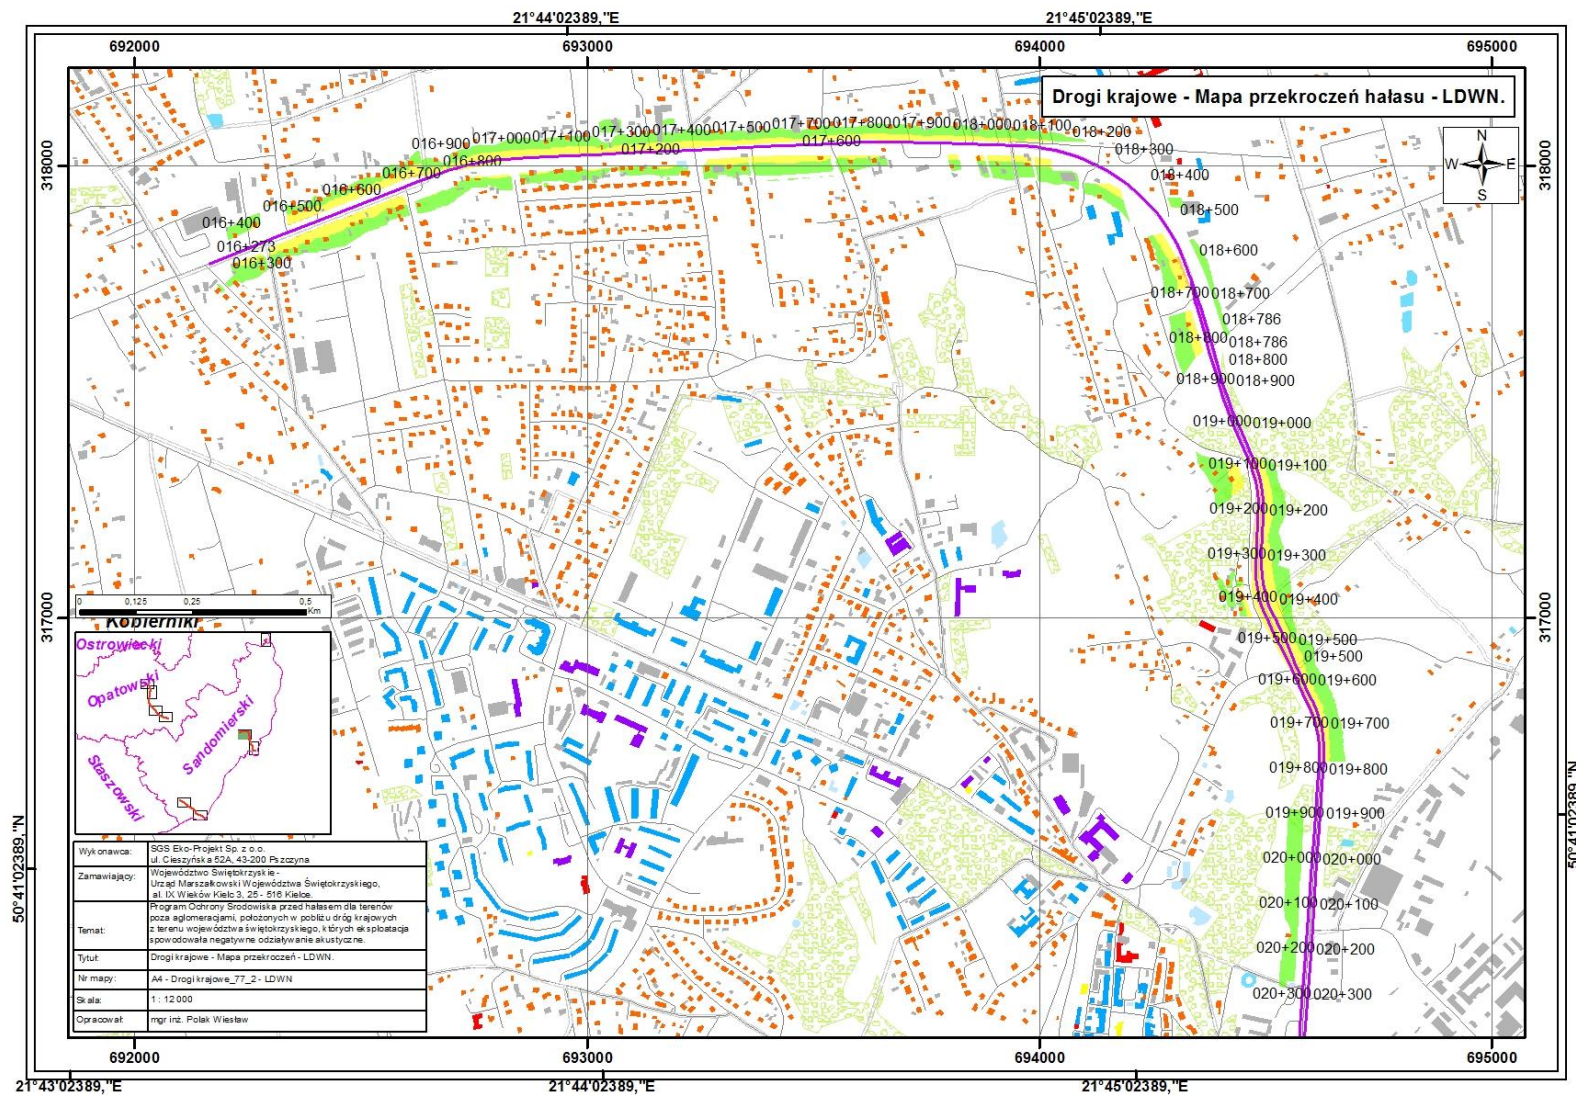 21°44'02389,"E
21°45'02389,"E
692000
693000
694000
695000
Drogi krajowe - Mapa przekroczeń hałasu - LDWN.
N
W
E
S
318000
318000
016+900
017+000
017+100
017+300
017+400
017+500
017+700
017+800
017+900
018+000
018+100
018+200
016+800
017+200
017+600
018+300
016+700
018+400
016+600
016+500
018+500
016+400
016+273
018+600
016+300
018+700
018+700
018+786
018+800
018+786
018+800
018+900
018+900
019+000
019+000
019+100
019+100
019+200
019+200
019+300
019+300
019+400
019+400
317000
317000
019+500
019+500
019+500
019+600
019+600
019+700
019+700
019+800
019+800
019+900
019+900
020+000
020+000
020+100
020+100
020+200
020+200
020+300
020+300
0
0,125
0,25
0,5
Km
Kopierniki
Ostrowiecki
Opatowski
Sandomierski
Staszowski
Wykonawca:
SGS Eko-Projekt Sp. z o.o.
ul. Cieszyńska 52A, 43-200 Pszczyna
Zamawiający:
Województwo Świętokrzyskie -
Urząd Marszałkowski Województwa Świętokrzyskiego,
al. IX Wieków Kielc 3, 25 - 516 Kielce.
Temat:
Program Ochrony Środowiska przed hałasem dla terenów
poza aglomeracjami, położonych w pobliżu dróg krajowych
z terenu województwa świętokrzyskiego, których eksploatacja
spowodowała negatywne odziaływanie akustyczne.
Tytuł:
Drogi krajowe - Mapa przekroczeń - LDWN.
Nr mapy:
A4 - Drogi krajowe_77_2 - LDWN
Skala:
1 : 12 000
Opracował:
mgr inż. Polak Wiesław
50°41'02389,"N
50°41'02389,"N
692000
693000
694000
695000
21°43'02389,"E
21°44'02389,"E
21°45'02389,"E